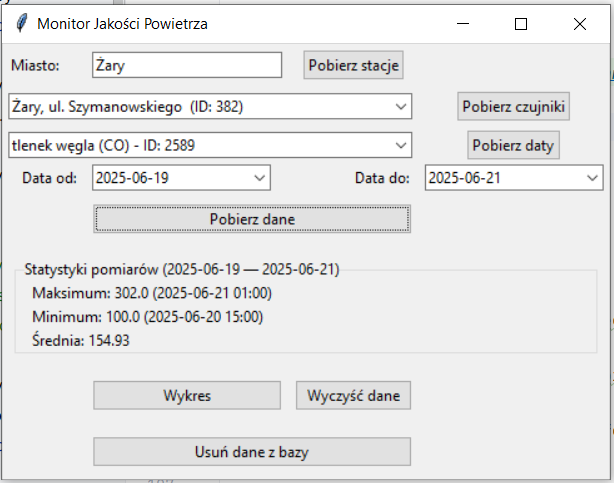 Monitor Jakości Powietrza
Miasto: Żary Pobierz stacje
Żary, ul. Szymanowskiego (ID: 382) Pobierz czujniki
tlenek węgla (CO) - ID: 2589 Pobierz daty
Data od: 2025-06-19 Data do: 2025-06-21
Pobierz dane
Statystyki pomiarów (2025-06-19 — 2025-06-21)
Maksimum: 302.0 (2025-06-21 01:00)
Minimum: 100.0 (2025-06-20 15:00)
Średnia: 154.93
Wykres Wyczyść dane
Usuń dane z bazy